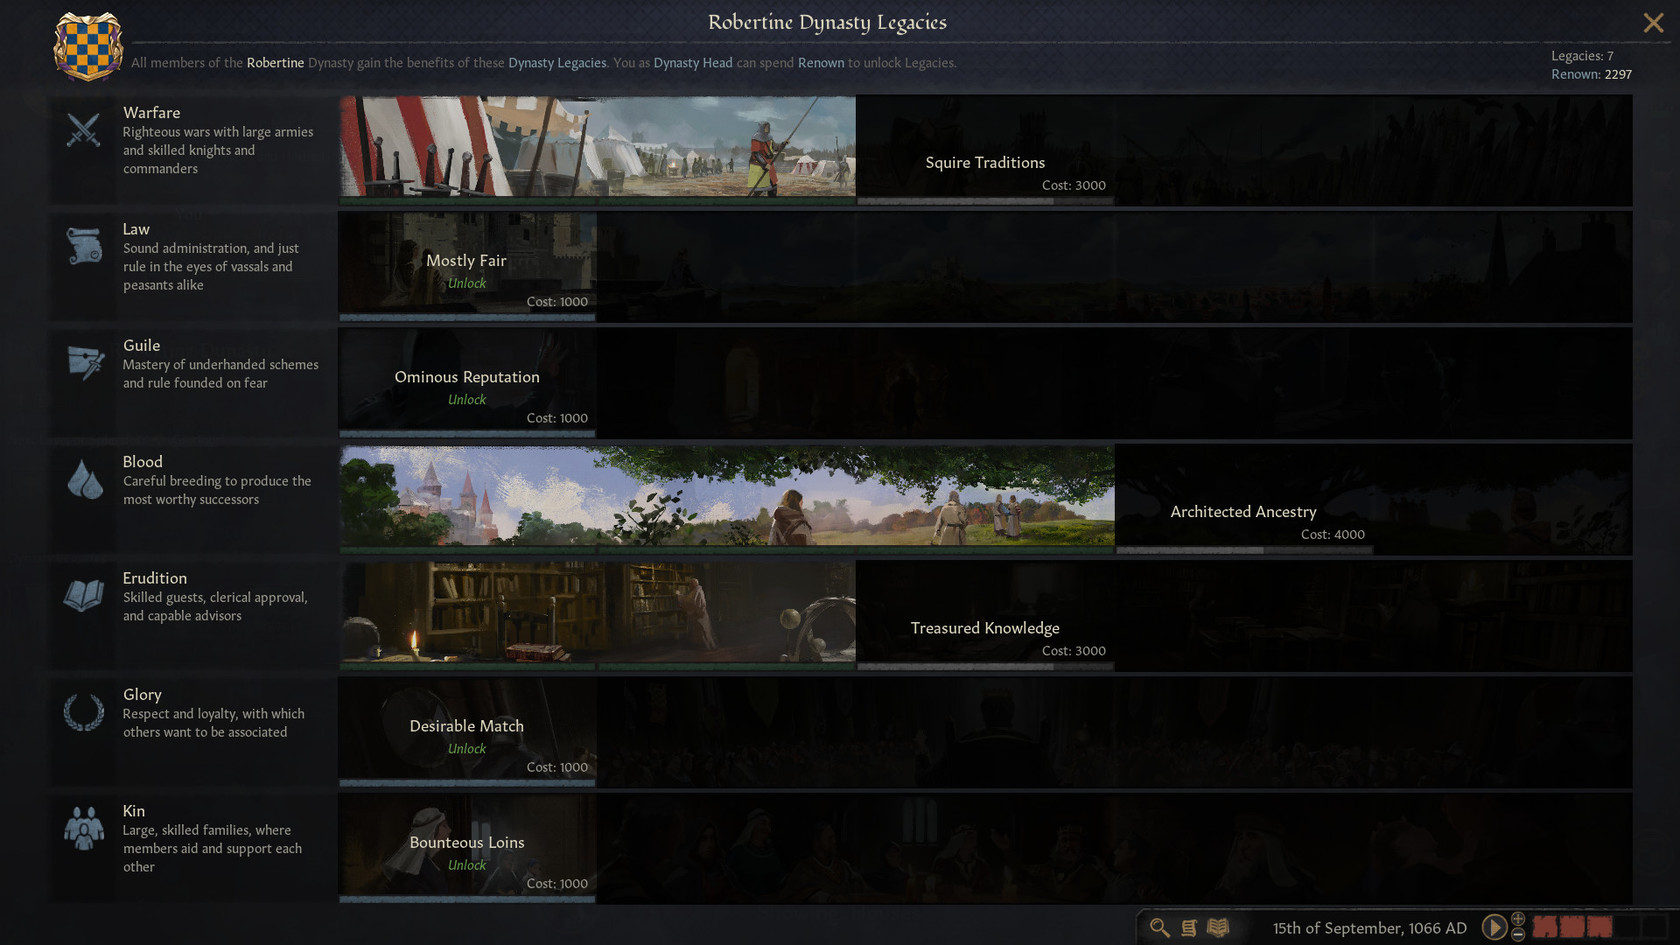 Robertine Dynasty Legacies
All members of the Robertine Dynasty gain the benefits of these Dynasty Legacies. You as Dynasty Head can spend Renown to unlock Legacies.
Legacies: 7
Renown: 2297
Warfare
Righteous wars with large armies
and skilled knights and
commanders
Squire Traditions
Cost: 3000
Law
Sound administration, and just
rule in the eyes of vassals and
peasants alike
Mostly Fair
Unlock
Cost: 1000
Guile
Mastery of underhanded schemes
and rule founded on fear
Ominous Reputation
Unlock
Cost: 1000
Blood
Careful breeding to produce the
most worthy successors
Architected Ancestry
Cost: 4000
Erudition
Skilled guests, clerical approval,
and capable advisors
Treasured Knowledge
Cost: 3000
Glory
Respect and loyalty, with which
others want to be associated
Desirable Match
Unlock
Cost: 1000
Kin
Large, skilled families, where
members aid and support each
other
Bounteous Loins
Unlock
Cost: 1000
15th of September, 1066 AD